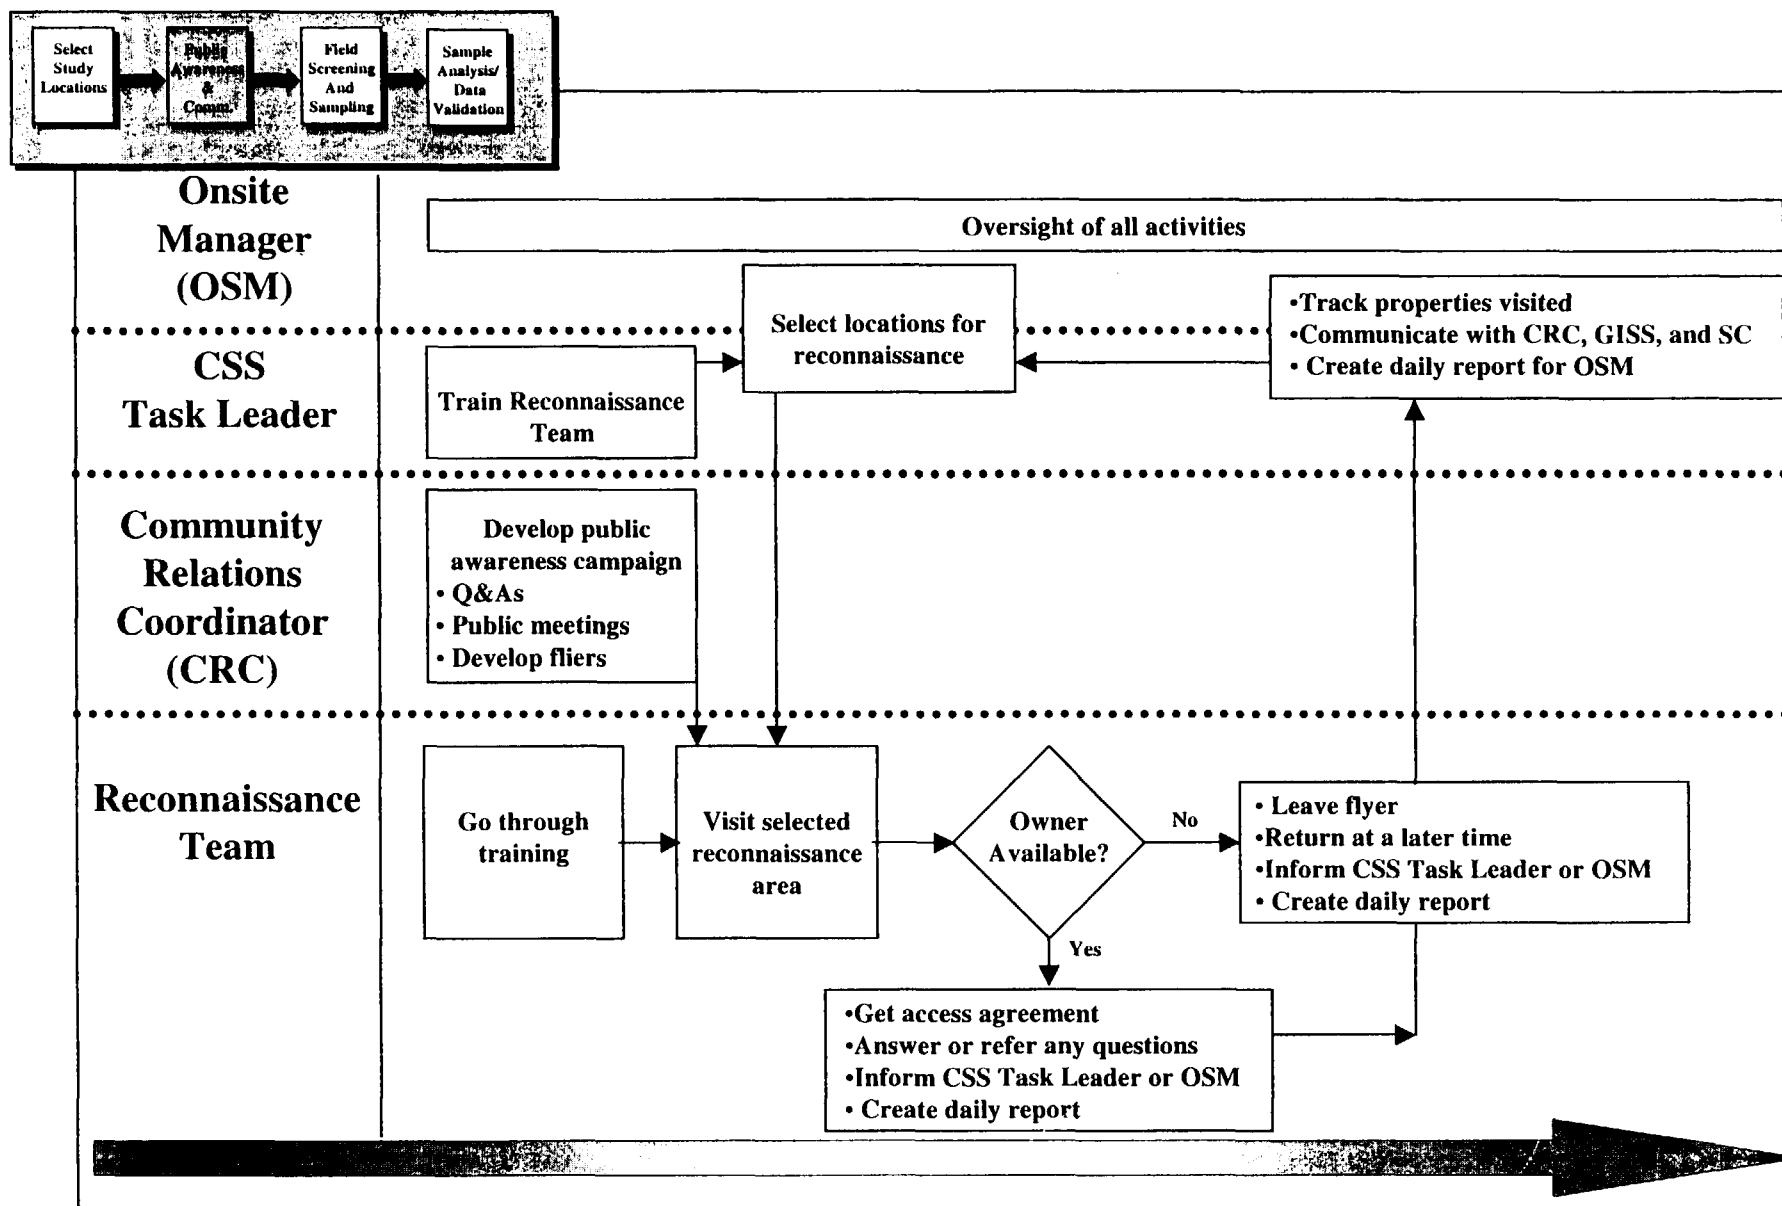 Select
Study
Locations
Public
Awareness
&
Comm.
Field
Screening
And
Sampling
Sample
Analysis/
Data
Validation
Onsite
Manager
(OSM)
Oversight of all activities
Select locations for
reconnaissance
•Track properties visited
•Communicate with CRC, GISS, and SC
• Create daily report for OSM
CSS
Task Leader
Train Reconnaissance
Team
Community
Relations
Coordinator
(CRC)
Develop public
awareness campaign
• Q&As
• Public meetings
• Develop fliers
Reconnaissance
Team
Go through
training
Visit selected
reconnaissance
area
Owner
Available?
No
Yes
• Leave flyer
•Return at a later time
•Inform CSS Task Leader or OSM
• Create daily report
•Get access agreement
•Answer or refer any questions
•Inform CSS Task Leader or OSM
• Create daily report